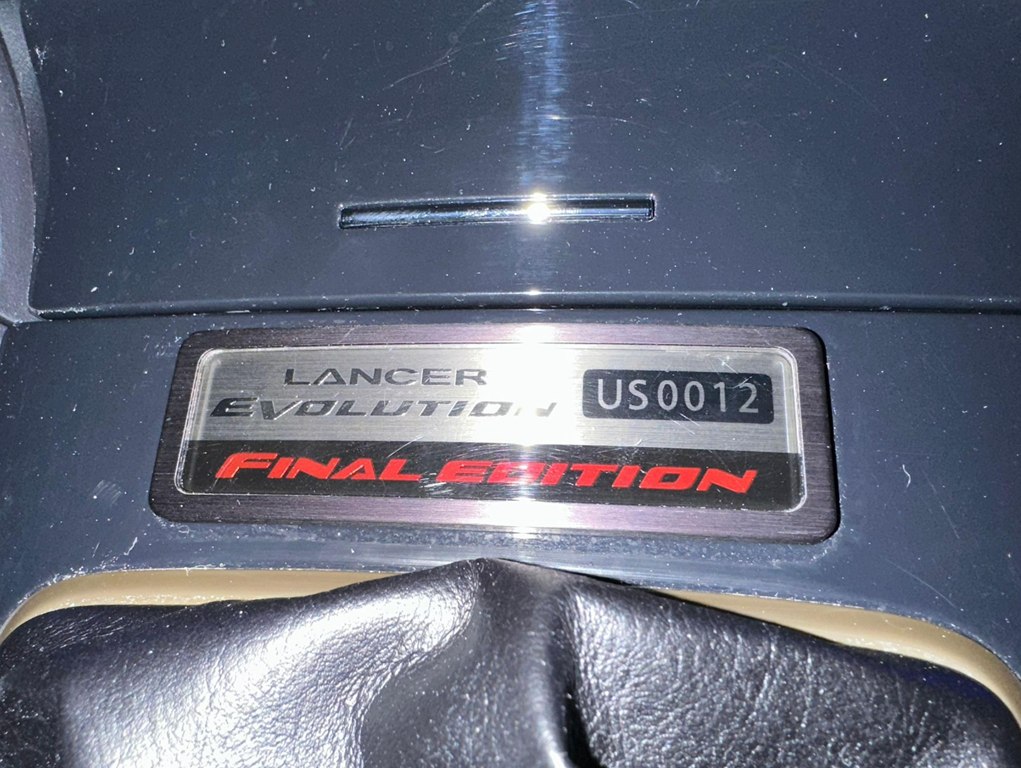 LANCER
EVOLUTION
US0012
FINAL EDITION